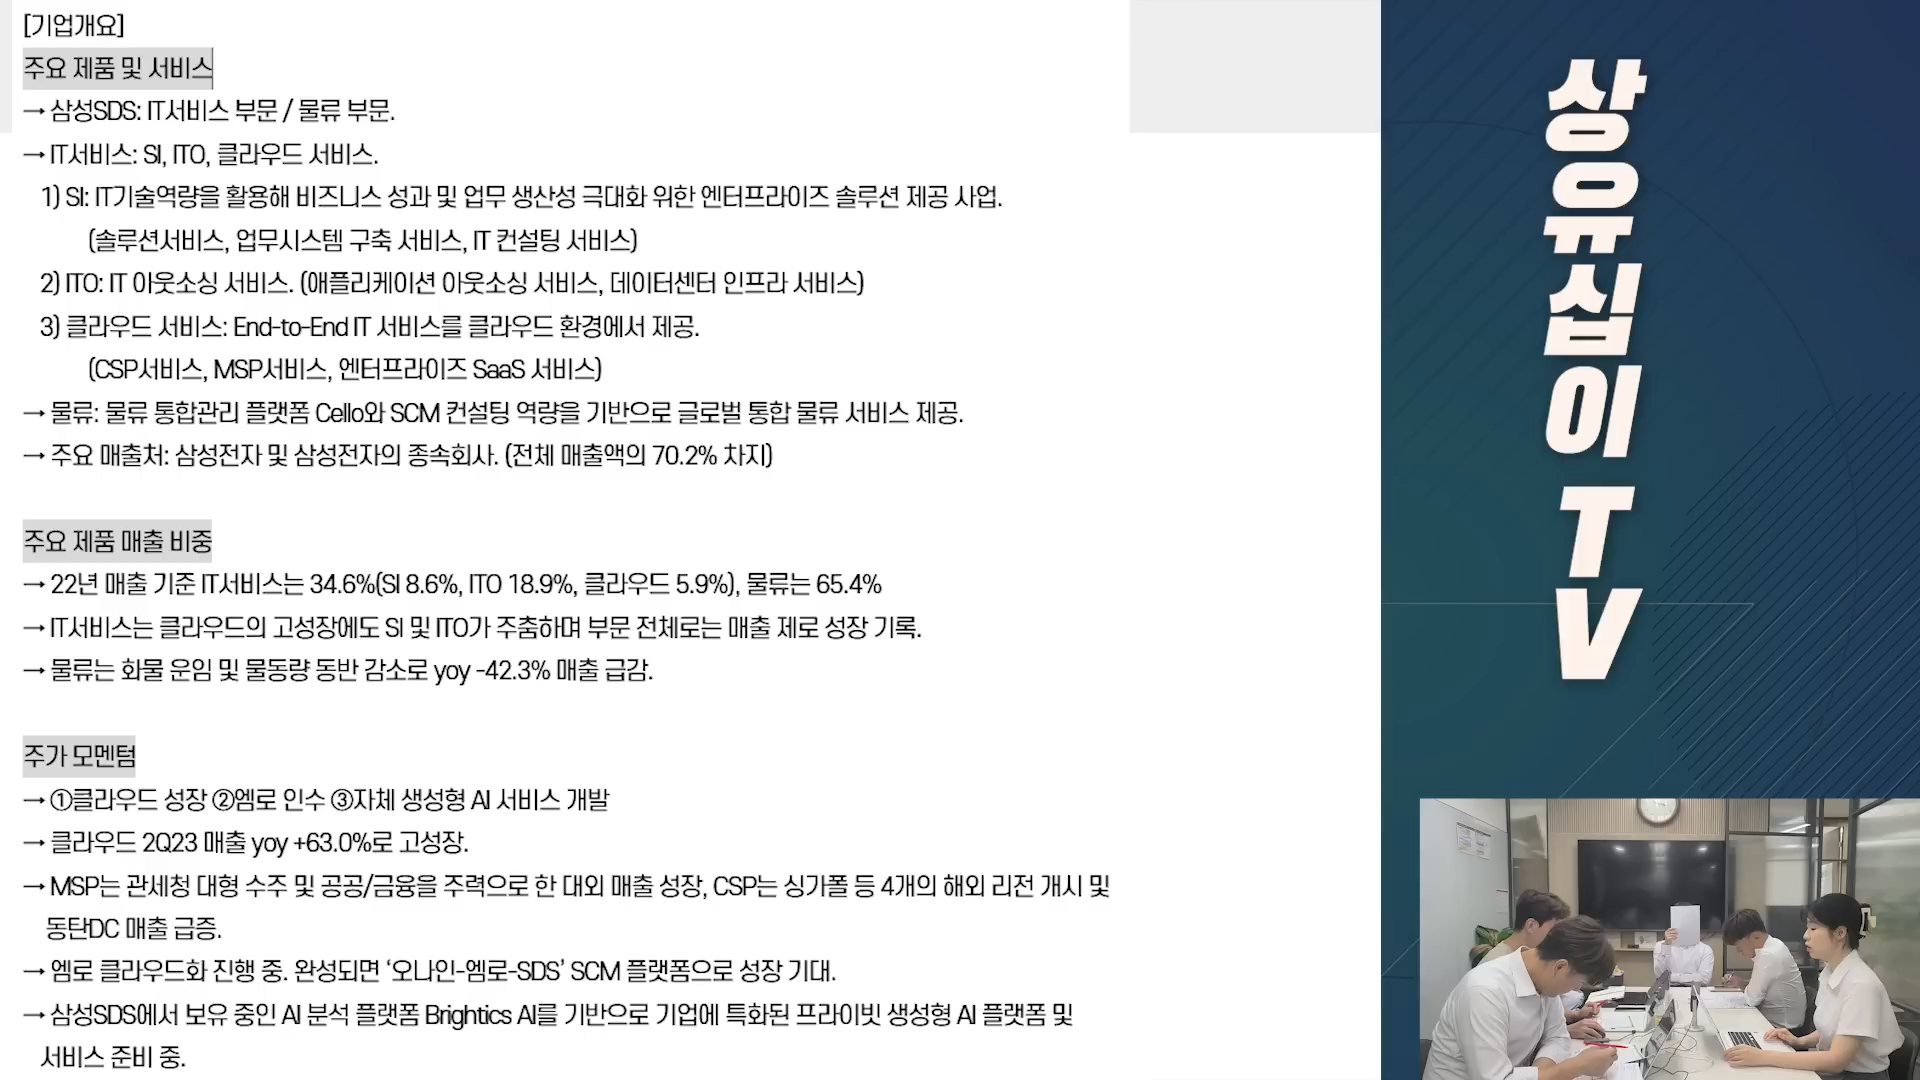 [기업개요]
주요 제품 및 서비스
→ 삼성SDS: IT서비스 부문 / 물류 부문.
→ IT서비스: SI, ITO, 클라우드 서비스.
1) SI: IT기술역량을 활용해 비즈니스 성과 및 업무 생산성 극대화 위한 엔터프라이즈 솔루션 제공 사업.
(솔루션서비스, 업무시스템 구축 서비스, IT 컨설팅 서비스)
2) ITO: IT 아웃소싱 서비스. (애플리케이션 아웃소싱 서비스, 데이터센터 인프라 서비스)
3) 클라우드 서비스: End-to-End IT 서비스를 클라우드 환경에서 제공.
(CSP서비스, MSP서비스, 엔터프라이즈 SaaS 서비스)
→ 물류: 물류 통합관리 플랫폼 Cello와 SCM 컨설팅 역량을 기반으로 글로벌 통합 물류 서비스 제공.
→ 주요 매출처: 삼성전자 및 삼성전자의 종속회사. (전체 매출액의 70.2% 차지)
주요 제품 매출 비중
→ 22년 매출 기준 IT서비스는 34.6%(SI 8.6%, ITO 18.9%, 클라우드 5.9%), 물류는 65.4%
→ IT서비스는 클라우드의 고성장에도 SI 및 ITO가 주춤하며 부문 전체로는 매출 제로 성장 기록.
→ 물류는 화물 운임 및 물동량 동반 감소로 yoy -42.3% 매출 급감.
주가 모멘텀
→ ①클라우드 성장 ②엠로 인수 ③자체 생성형 AI 서비스 개발
→ 클라우드 2Q23 매출 yoy +63.0%로 고성장.
→ MSP는 관세청 대형 수주 및 공공/금융을 주력으로 한 대외 매출 성장, CSP는 싱가폴 등 4개의 해외 리전 개시 및
동탄DC 매출 급증.
→ 엠로 클라우드화 진행 중. 완성되면 ‘오나인-엠로-SDS’ SCM 플랫폼으로 성장 기대.
→ 삼성SDS에서 보유 중인 AI 분석 플랫폼 Brightics AI를 기반으로 기업에 특화된 프라이빗 생성형 AI 플랫폼 및
서비스 준비 중.
상유십이 TV